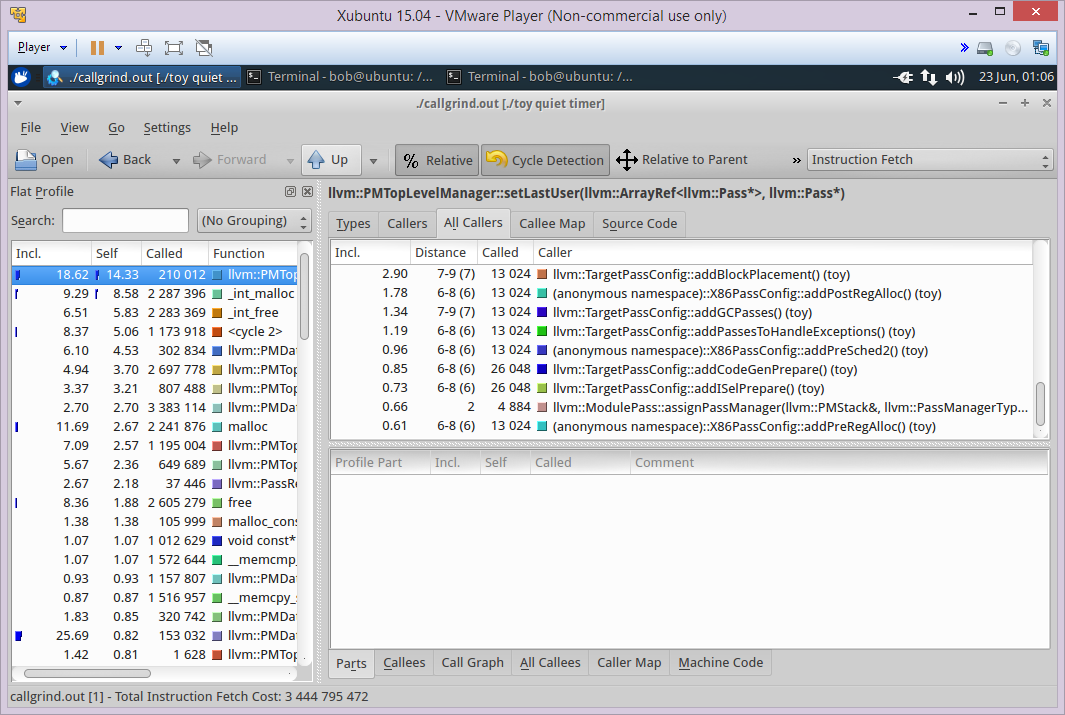 Xubuntu 15.04 - VMware Player (Non-commercial use only)
Player
./callgrind.out [./toy quiet ... Terminal - bob@ubuntu: /... Terminal - bob@ubuntu: /... 23 Jun, 01:06
./callgrind.out [./toy quiet timer]
File View Go Settings Help
Open Back Forward Up % Relative Cycle Detection Relative to Parent » Instruction Fetch
Flat Profile
Search: (No Grouping)
Incl. Self Called Function
18.62 14.33 210 012 llvm::PMTop
9.29 8.58 2 287 396 _int_malloc
6.51 5.83 2 283 369 _int_free
8.37 5.06 1 173 918 <cycle 2>
6.10 4.53 302 834 llvm::PMDat
4.94 3.70 2 697 778 llvm::PMTop
3.37 3.21 807 488 llvm::PMTop
2.70 2.70 3 383 114 llvm::PMDat
11.69 2.67 2 241 876 malloc
7.09 2.57 1 195 004 llvm::PMTop
5.67 2.36 649 689 llvm::PMTop
2.67 2.18 37 446 llvm::PassRe
8.36 1.88 2 605 279 free
1.38 1.38 105 999 malloc_cons
1.07 1.07 1 012 629 void const*
1.07 1.07 1 572 644 __memcmp_
0.93 0.93 1 157 807 llvm::PMDat
0.87 0.87 1 516 957 __memcpy_s
1.83 0.85 320 742 llvm::PMDat
25.69 0.82 153 032 llvm::PMDat
1.42 0.81 1 628 llvm::PMTop
llvm::PMTopLevelManager::setLastUser(llvm::ArrayRef<llvm::Pass*>, llvm::Pass*)
Types Callers All Callers Callee Map Source Code
Incl. Distance Called Caller
2.90 7-9 (7) 13 024 llvm::TargetPassConfig::addBlockPlacement() (toy)
1.78 6-8 (6) 13 024 (anonymous namespace)::X86PassConfig::addPostRegAlloc() (toy)
1.34 7-9 (7) 13 024 llvm::TargetPassConfig::addGCPasses() (toy)
1.19 6-8 (6) 13 024 llvm::TargetPassConfig::addPassesToHandleExceptions() (toy)
0.96 6-8 (6) 13 024 (anonymous namespace)::X86PassConfig::addPreSched2() (toy)
0.85 6-8 (6) 26 048 llvm::TargetPassConfig::addCodeGenPrepare() (toy)
0.73 6-8 (6) 26 048 llvm::TargetPassConfig::addISelPrepare() (toy)
0.66 2 4 884 llvm::ModulePass::assignPassManager(llvm::PMStack&, llvm::PassManagerTyp...
0.61 6-8 (6) 13 024 (anonymous namespace)::X86PassConfig::addPreRegAlloc() (toy)
Profile Part Incl. Self Called Comment
Parts Callees Call Graph All Callees Caller Map Machine Code
callgrind.out [1] - Total Instruction Fetch Cost: 3 444 795 472